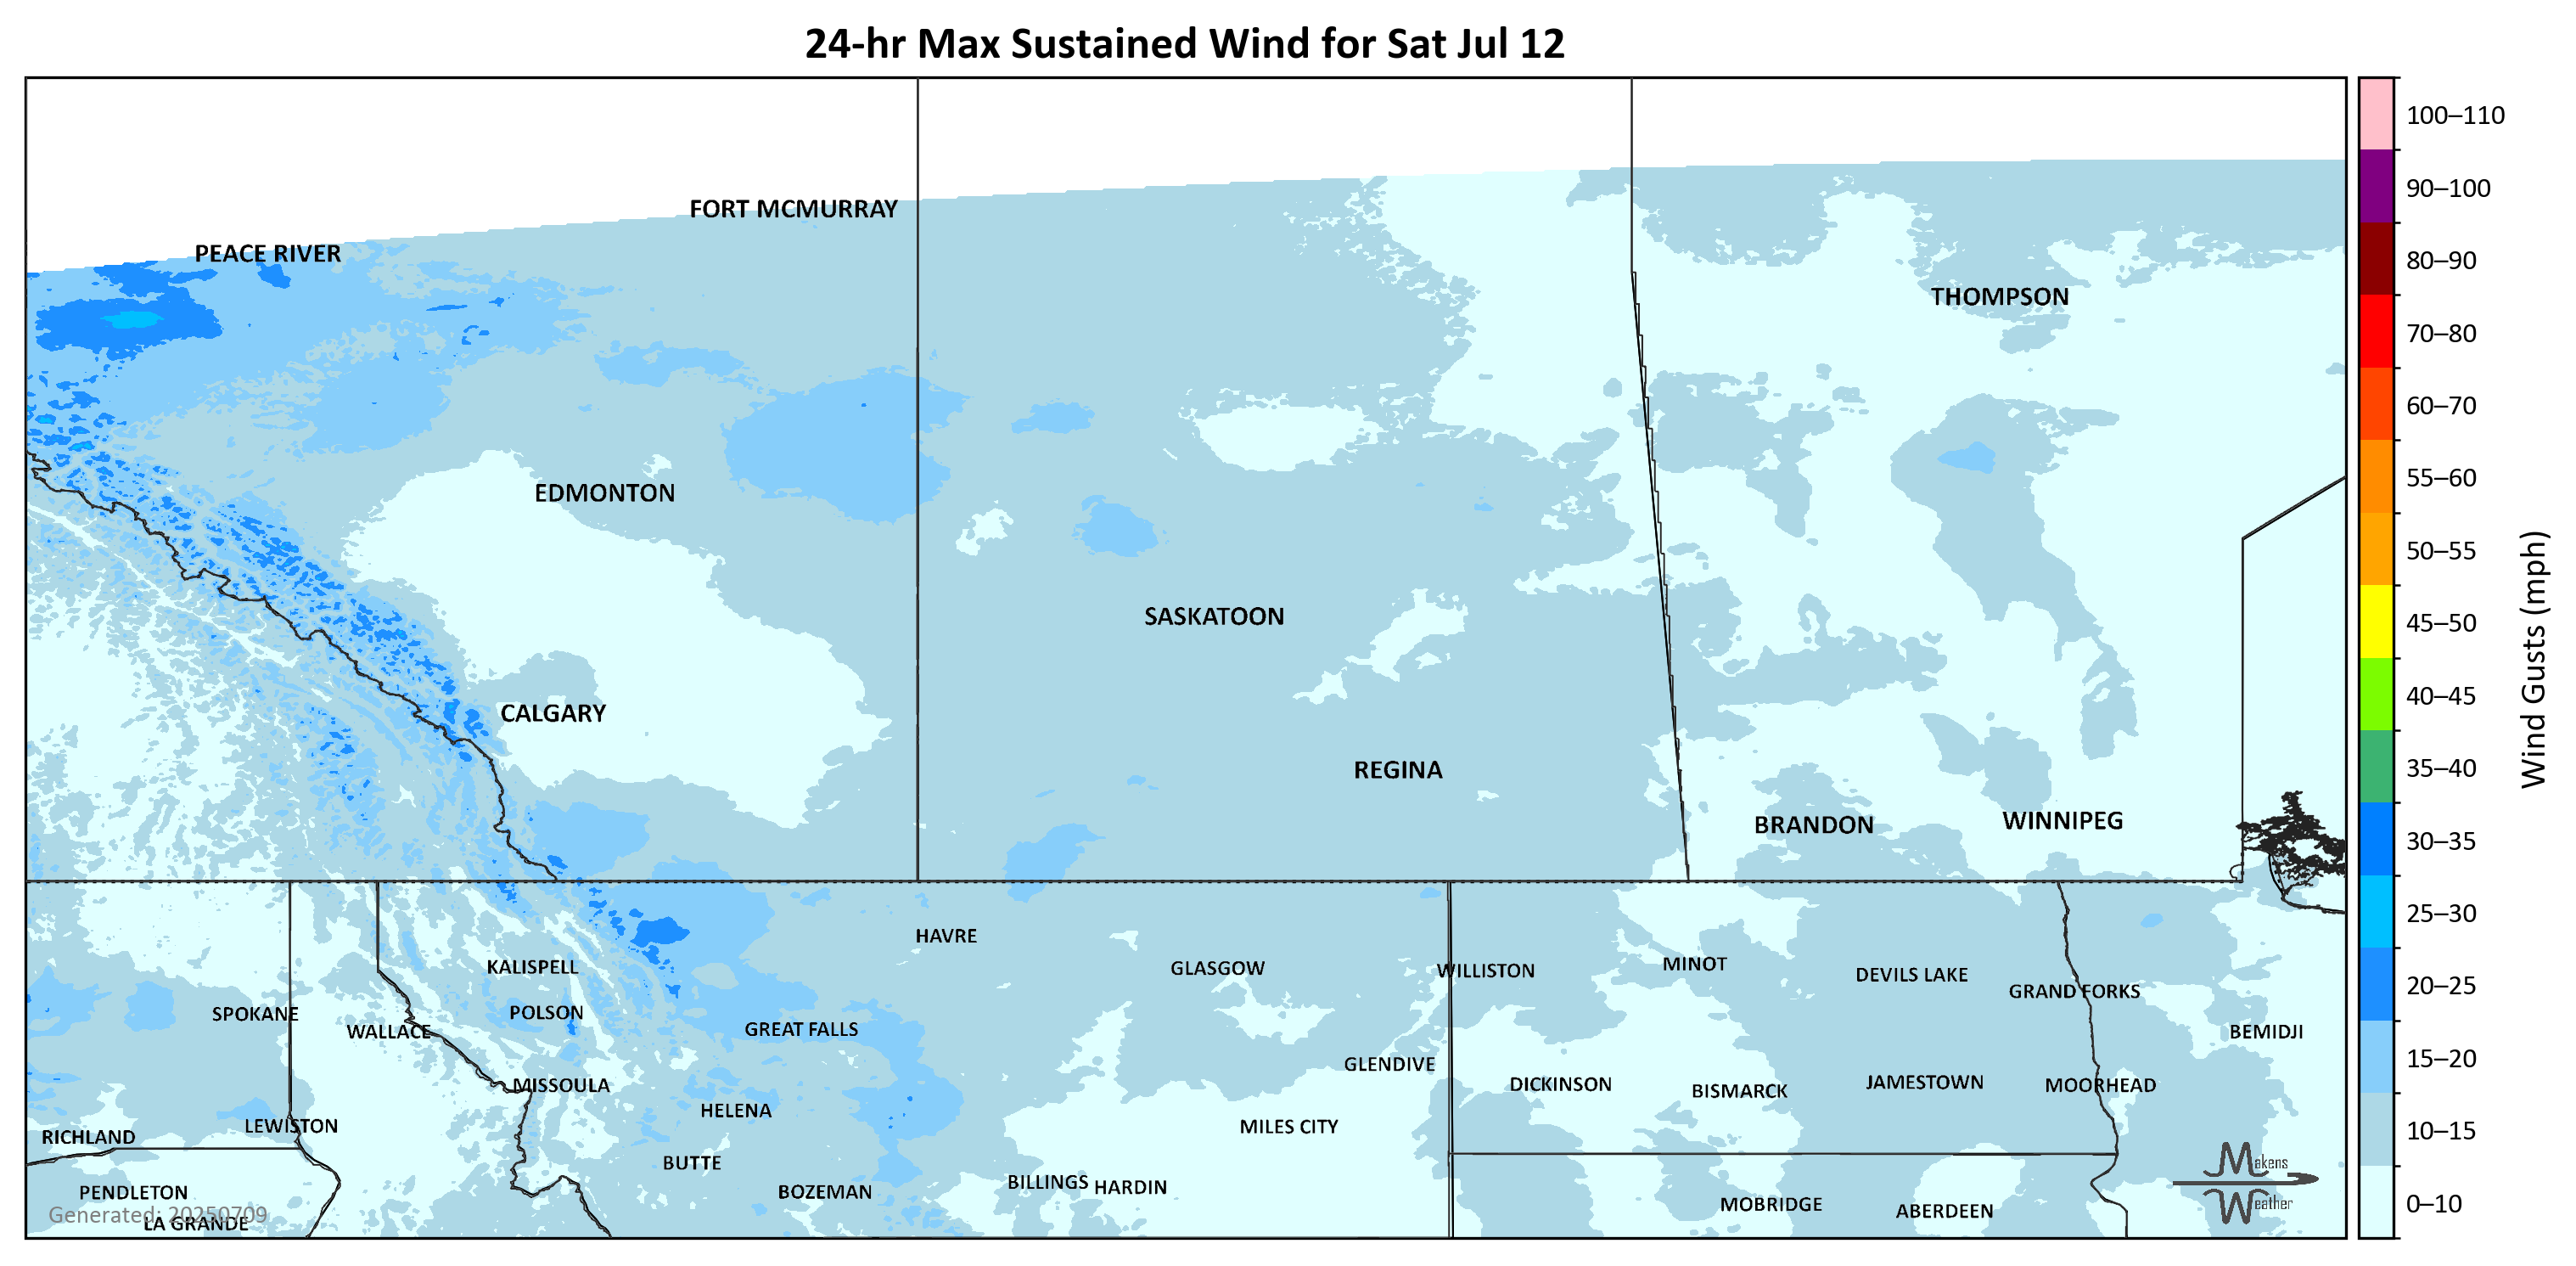 24-hr Max Sustained Wind for Sat Jul 12
FORT MCMURRAY
PEACE RIVER
THOMPSON
EDMONTON
SASKATOON
CALGARY
REGINA
BRANDON
WINNIPEG
HAVRE
KALISPELL
GLASGOW
WILLISTON
MINOT
DEVILS LAKE
GRAND FORKS
SPOKANE
POLSON
WALLACE
GREAT FALLS
BEMIDJI
GLENDIVE
MISSOULA
DICKINSON
BISMARCK
JAMESTOWN
MOORHEAD
HELENA
LEWISTON
MILES CITY
RICHLAND
BUTTE
BILLINGS
HARDIN
PENDLETON
BOZEMAN
MOBRIDGE
ABERDEEN
Generated: 20250709
LA GRANDE
Makens
Weather
100–110
90–100
80–90
70–80
60–70
55–60
50–55
45–50
40–45
35–40
30–35
25–30
20–25
15–20
10–15
0–10
Wind Gusts (mph)